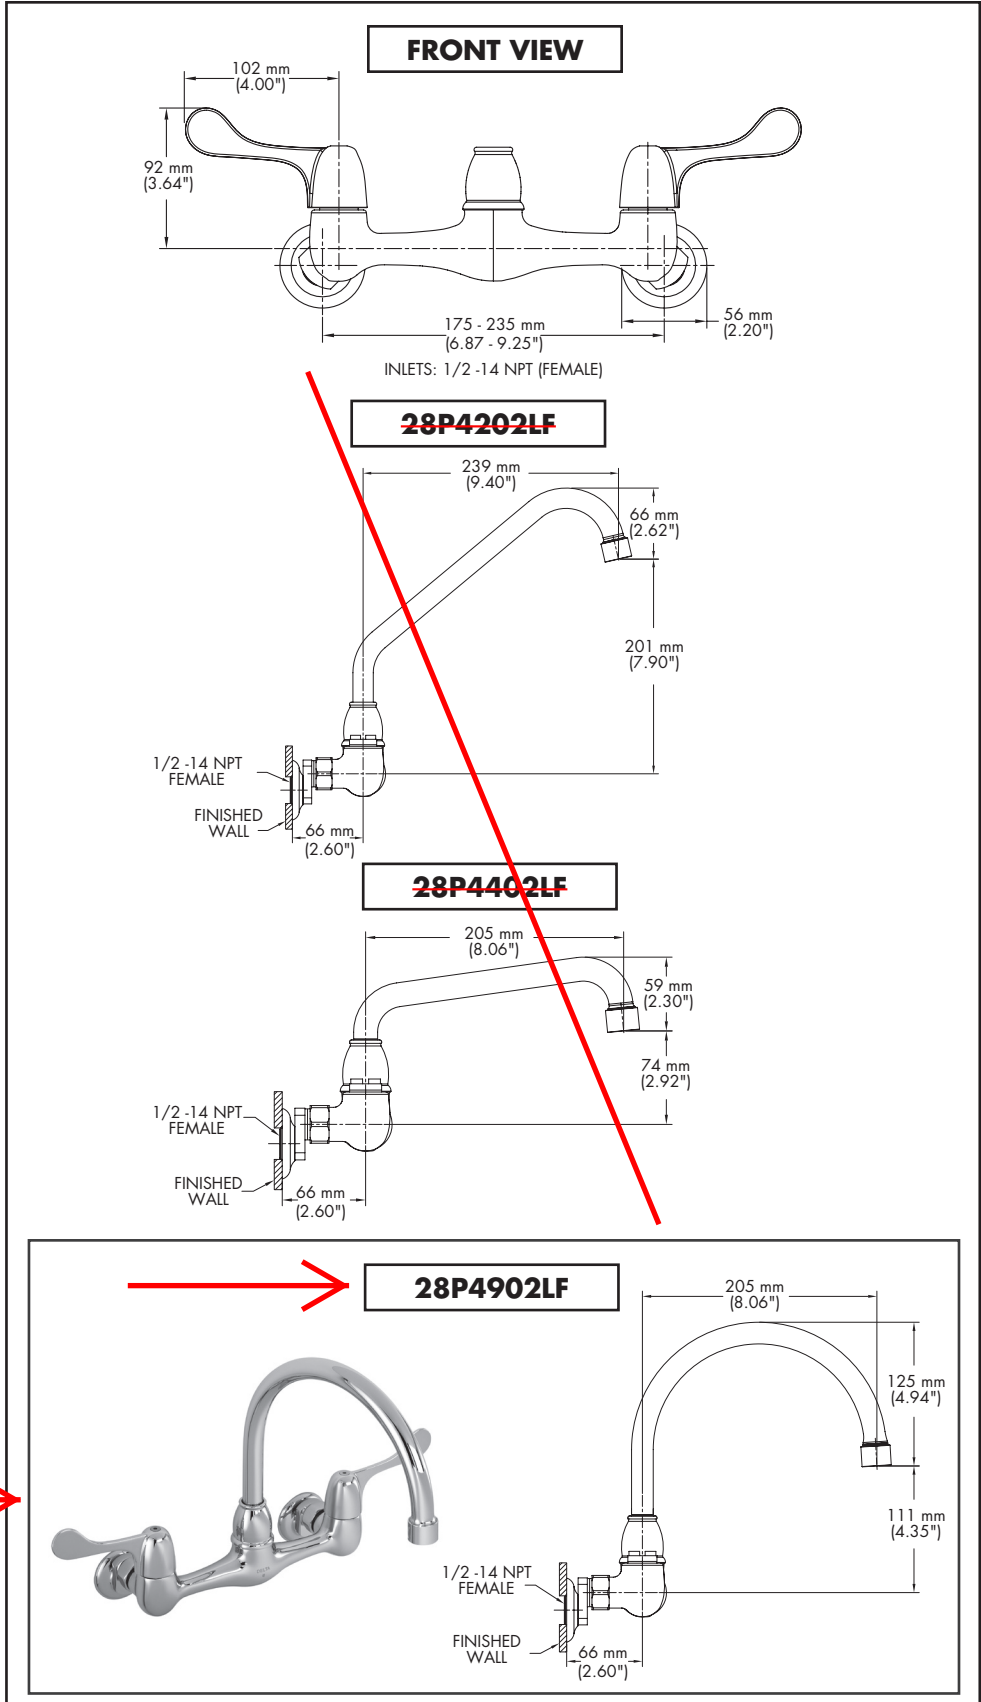 FRONT VIEW
102 mm
(4.00")
92 mm
(3.64")
56 mm
(2.20")
175 - 235 mm
(6.87 - 9.25")
INLETS: 1/2 -14 NPT (FEMALE)
28P4202LF
239 mm
(9.40")
66 mm
(2.62")
201 mm
(7.90")
1/2 -14 NPT
FEMALE
FINISHED
WALL
66 mm
(2.60")
28P4402LF
205 mm
(8.06")
59 mm
(2.30")
74 mm
(2.92")
1/2 -14 NPT
FEMALE
FINISHED
WALL
66 mm
(2.60")
28P4902LF
205 mm
(8.06")
125 mm
(4.94")
111 mm
(4.35")
1/2 -14 NPT
FEMALE
FINISHED
WALL
66 mm
(2.60")